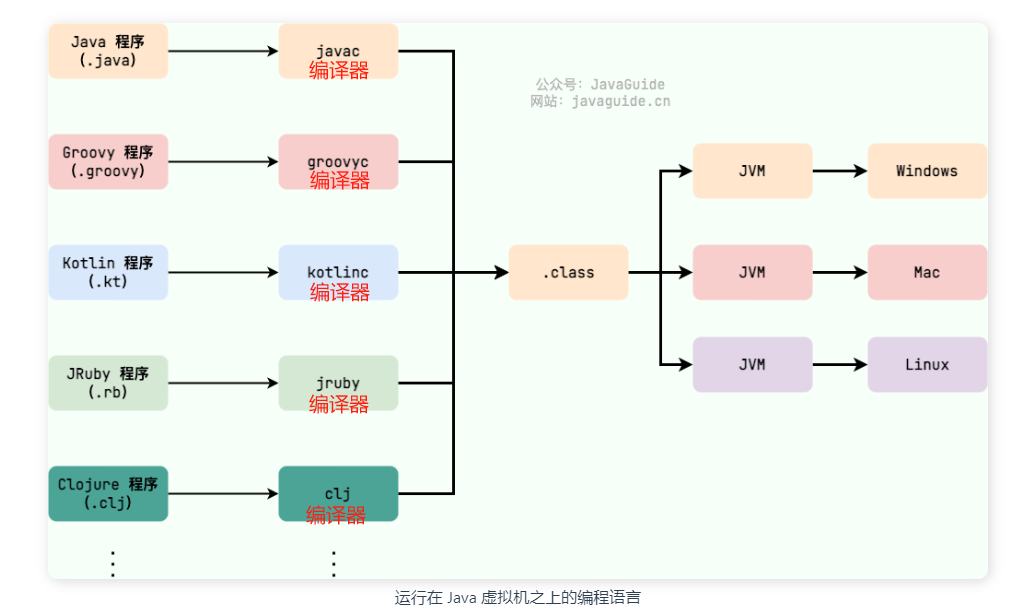 Java 程序
(.java)
javac
编译器
公众号：JavaGuide
网站：javaguide.cn
Groovy 程序
(.groovy)
groovyc
编译器
JVM
Windows
Kotlin 程序
(.kt)
kotlinc
编译器
.class
JVM
Mac
JRuby 程序
(.rb)
jruby
编译器
JVM
Linux
Clojure 程序
(.clj)
clj
编译器
运行在 Java 虚拟机之上的编程语言